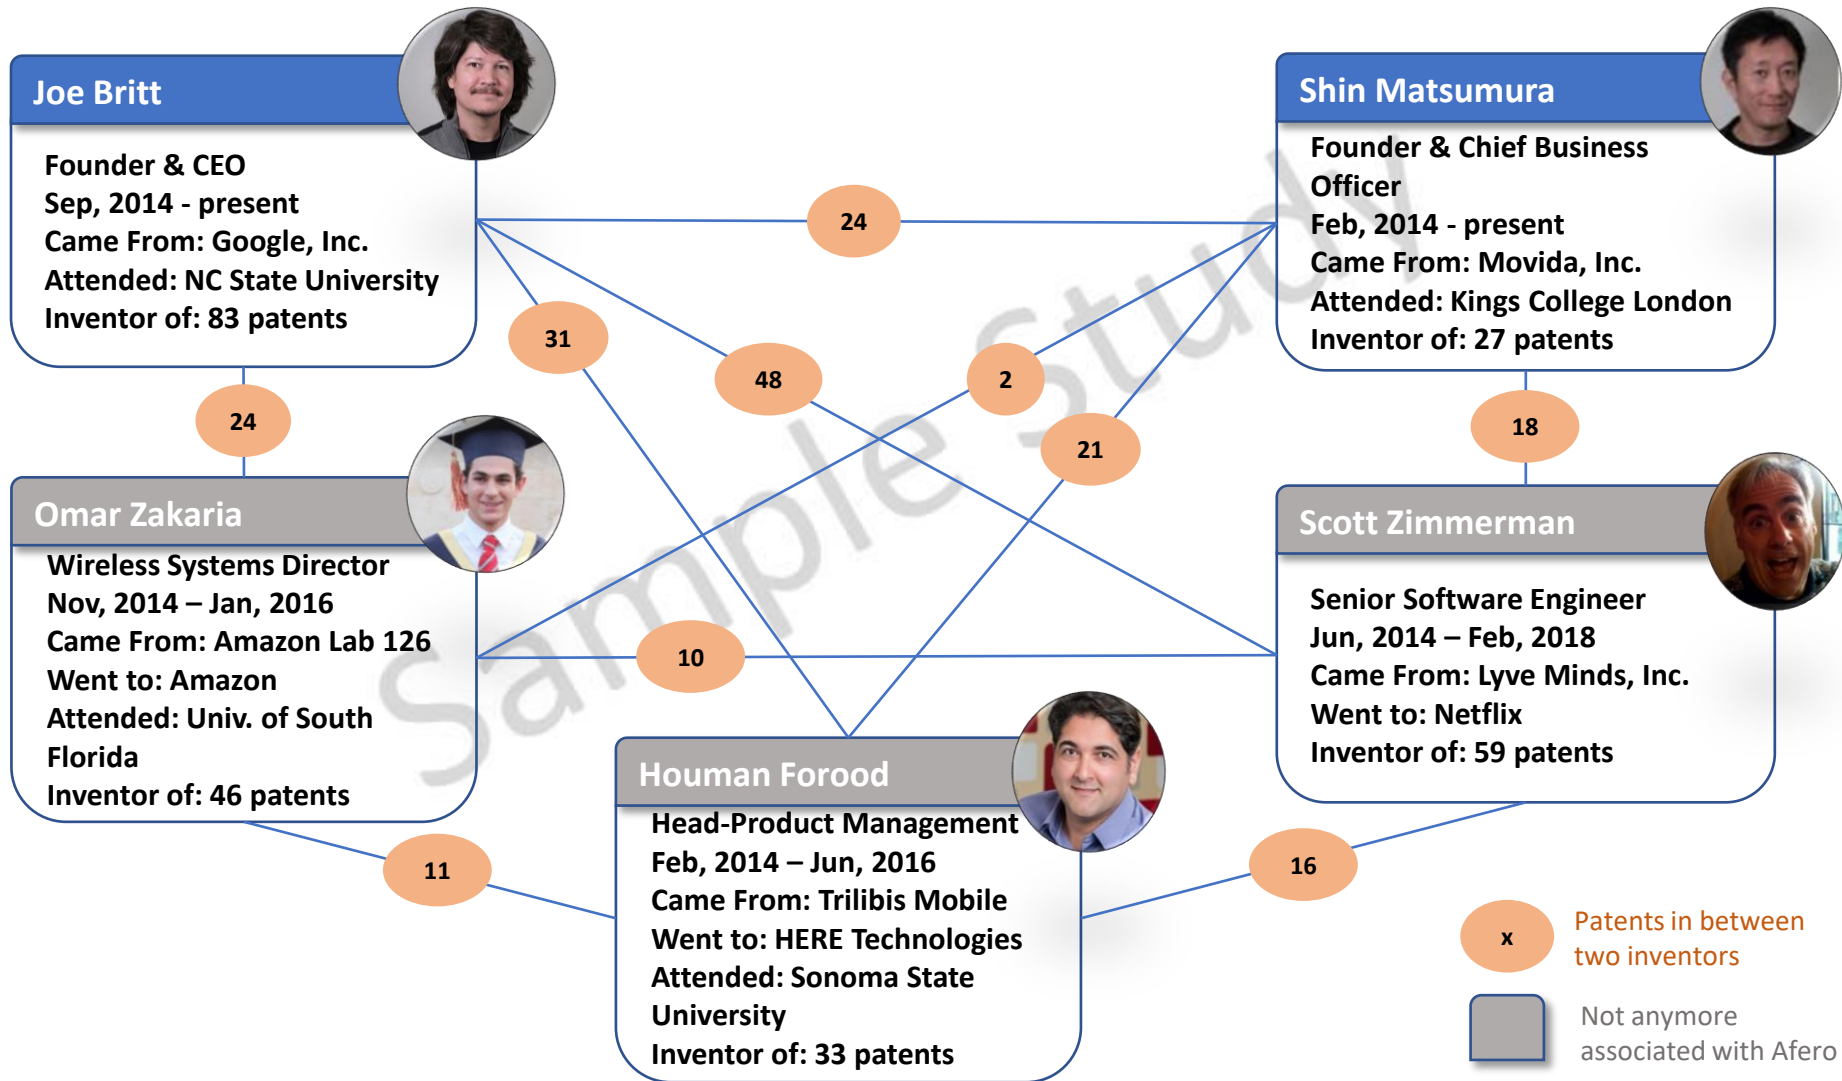 Joe Britt
Founder & CEO
Sep, 2014 - present
Came From: Google, Inc.
Attended: NC State University
Inventor of: 83 patents
Shin Matsumura
Founder & Chief Business
Officer
Feb, 2014 - present
Came From: Movida, Inc.
Attended: Kings College London
Inventor of: 27 patents
24
31
48
2
21
24
18
Omar Zakaria
Wireless Systems Director
Nov, 2014 – Jan, 2016
Came From: Amazon Lab 126
Went to: Amazon
Attended: Univ. of South
Florida
Inventor of: 46 patents
Scott Zimmerman
Senior Software Engineer
Jun, 2014 – Feb, 2018
Came From: Lyve Minds, Inc.
Went to: Netflix
Inventor of: 59 patents
10
Houman Forood
Head-Product Management
Feb, 2014 – Jun, 2016
Came From: Trilibis Mobile
Went to: HERE Technologies
Attended: Sonoma State
University
Inventor of: 33 patents
11
16
x
Patents in between
two inventors
Not anymore
associated with Afero
Sample Study